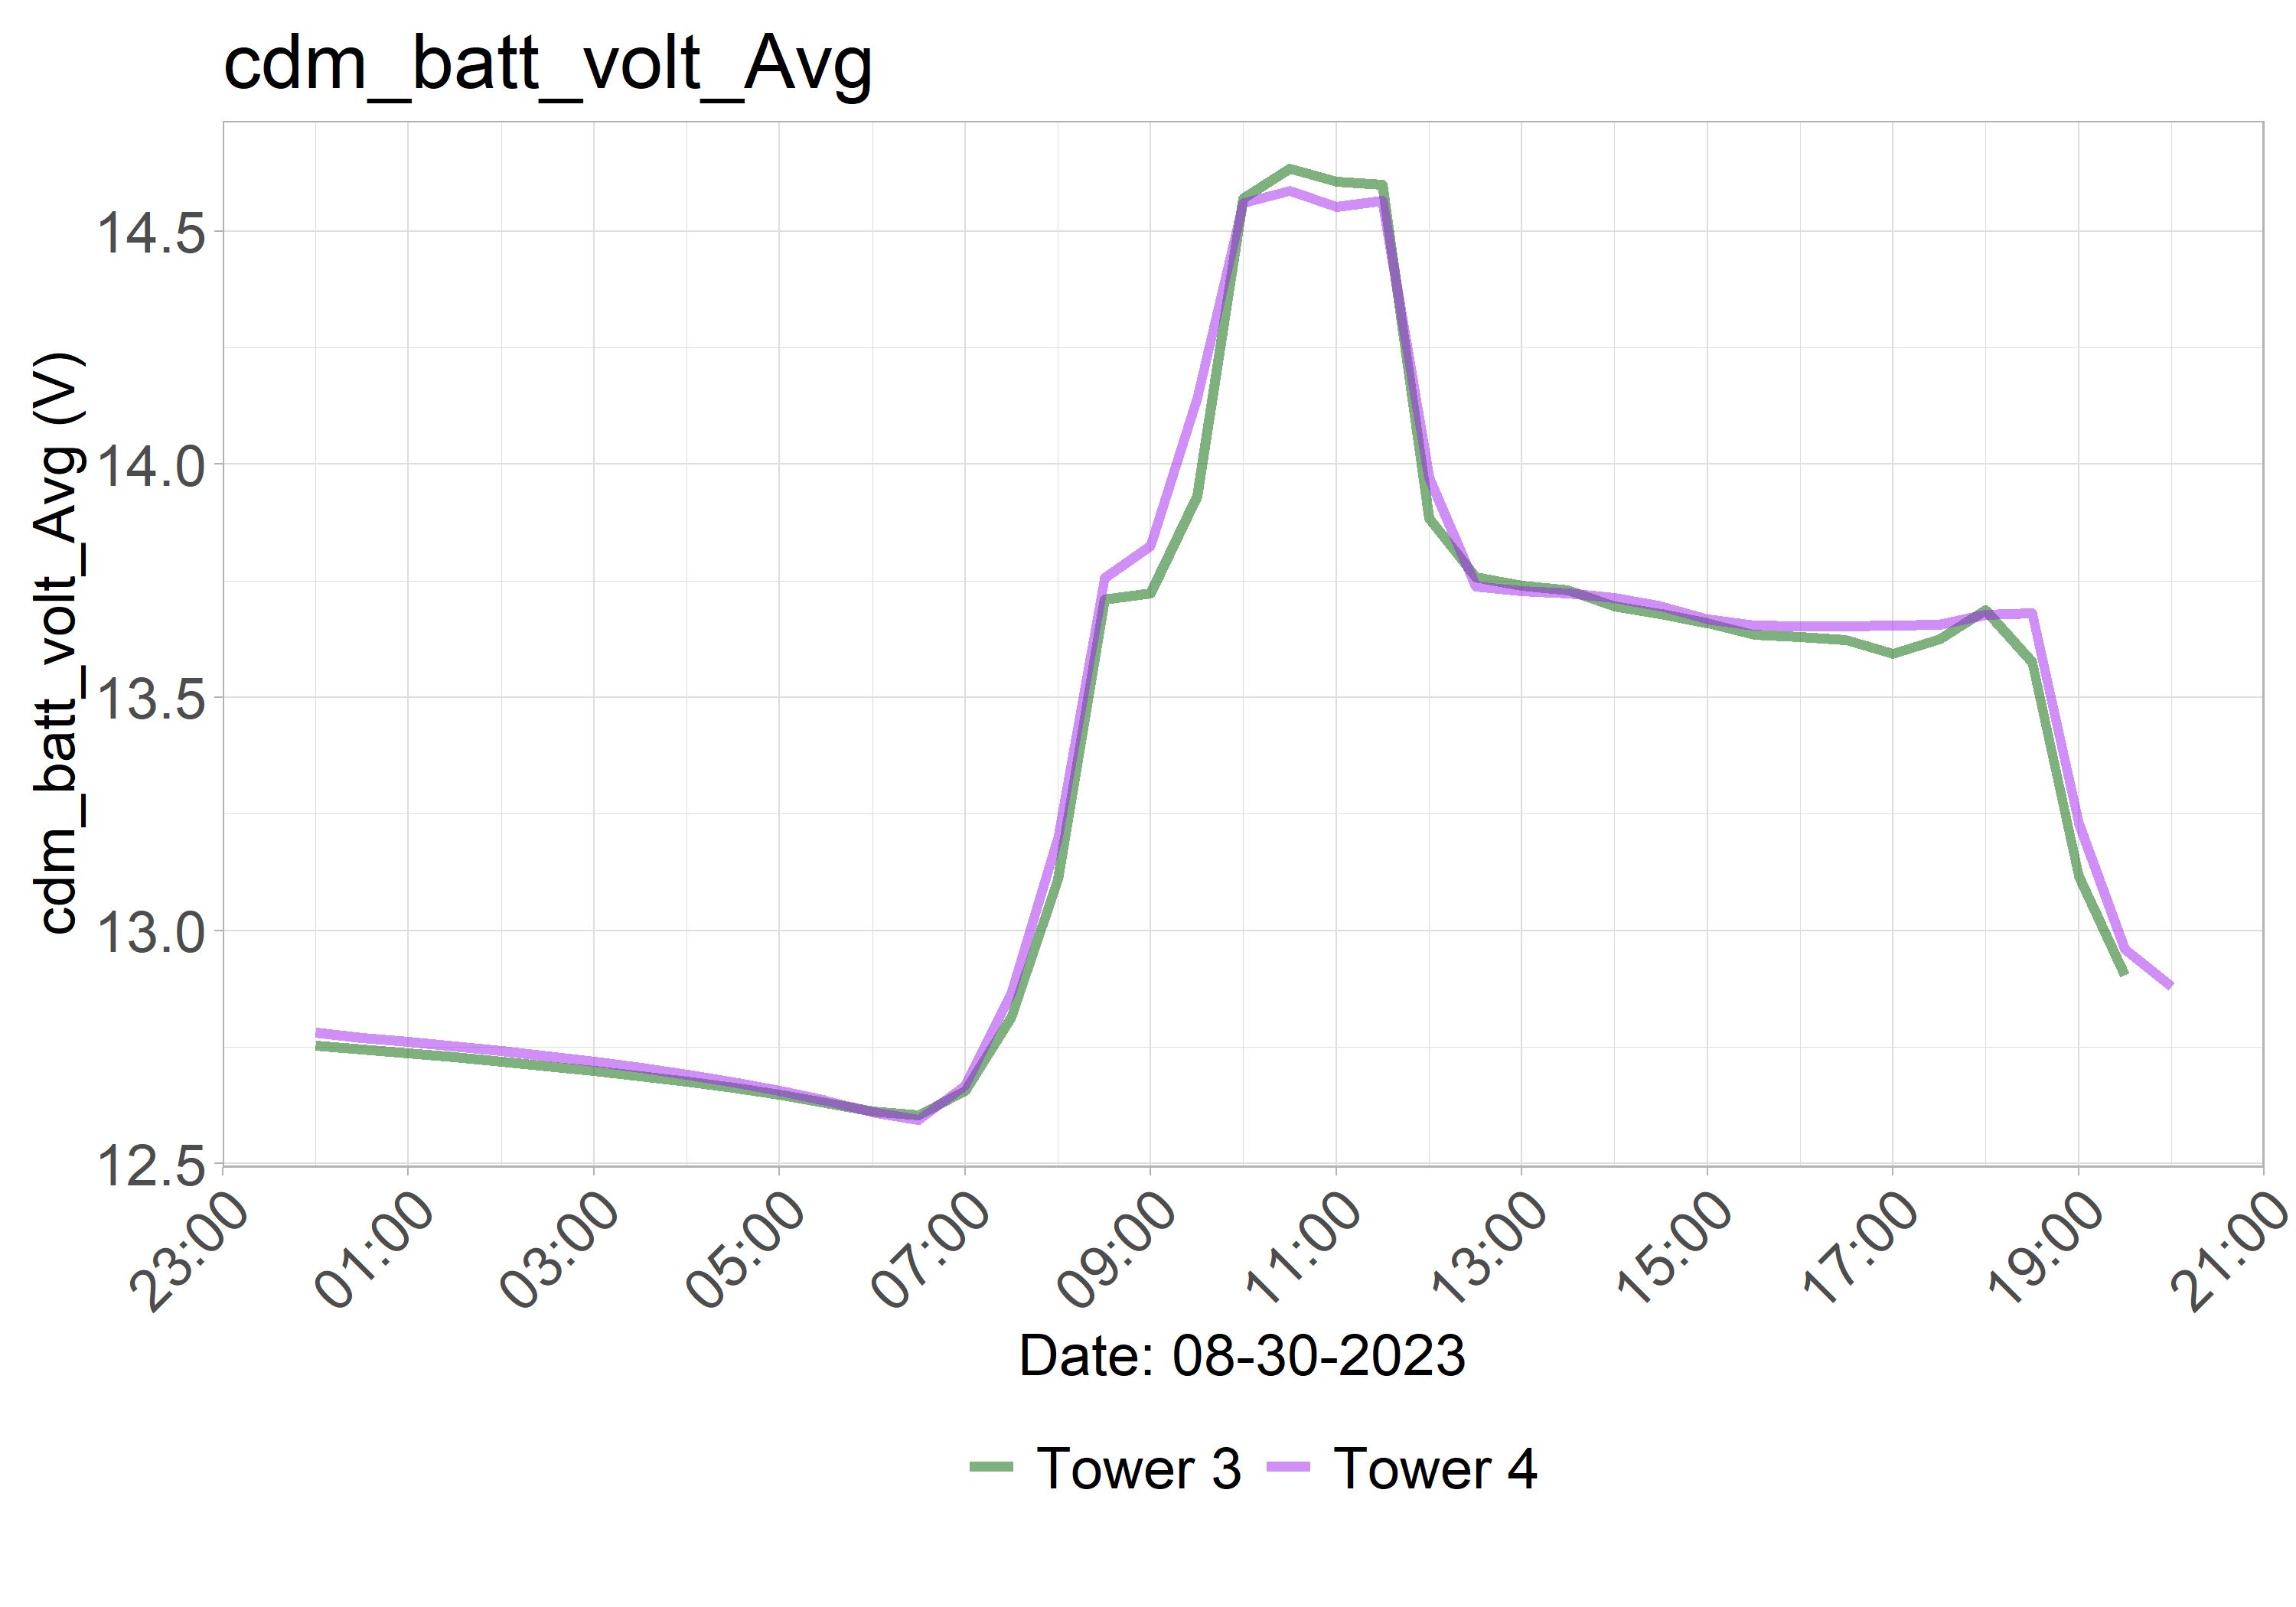 cdm_batt_volt_Avg
cdm_batt_volt_Avg (V)
14.5
14.0
13.5
13.0
12.5
23:00 01:00 03:00 05:00 07:00 09:00 11:00 13:00 15:00 17:00 19:00 21:00
Date: 08-30-2023
Tower 3 Tower 4